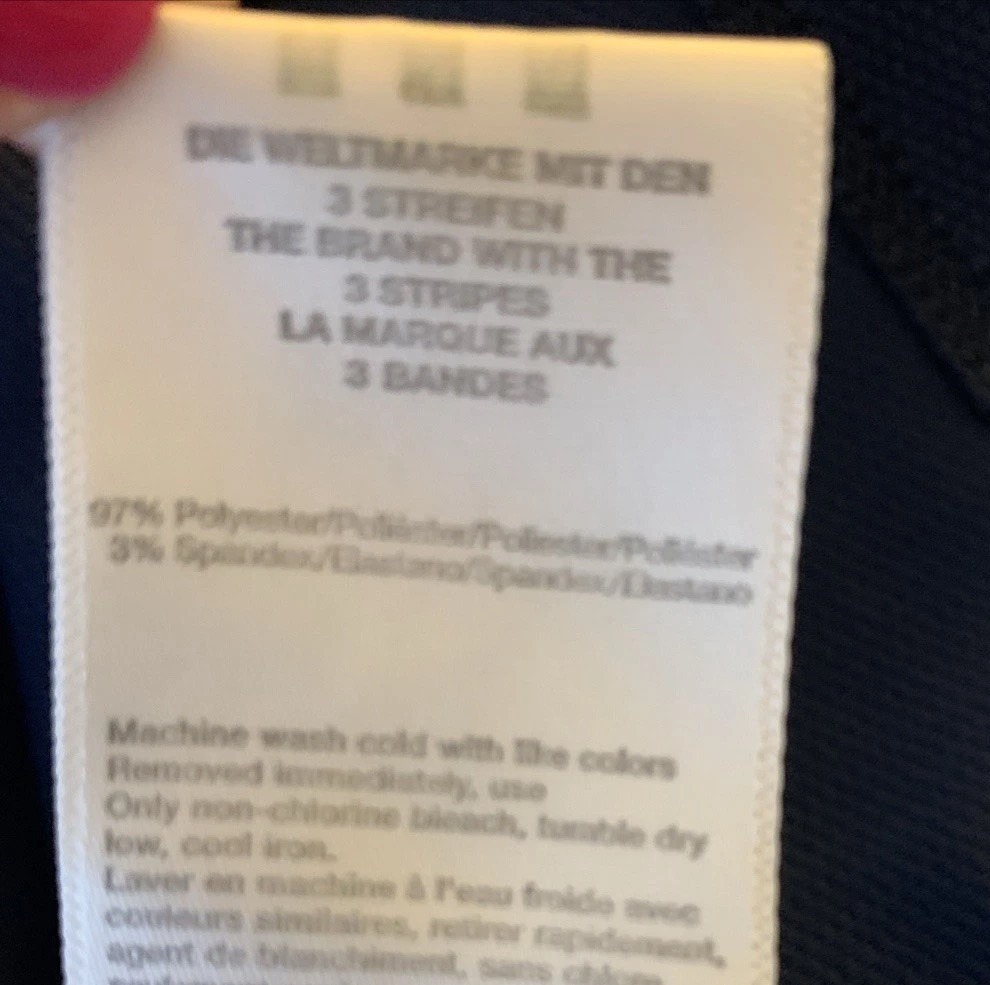 DIE WELTMARKE MIT DEN
3 STREIFEN
THE BRAND WITH THE
3 STRIPES
LA MARQUE AUX
3 BANDES
97% Polyester/Poliéster/Poliester/Poliéster
3% Spandex/Elastano/Spandex/Elastano
Machine wash cold with like colors
Removed immediately, use
Only non-chlorine bleach, tumble dry
low, cool iron.
Laver en machine à l'eau froide avec
couleurs similaires, retirer rapidement,
agent de blanchiment, sans chlore